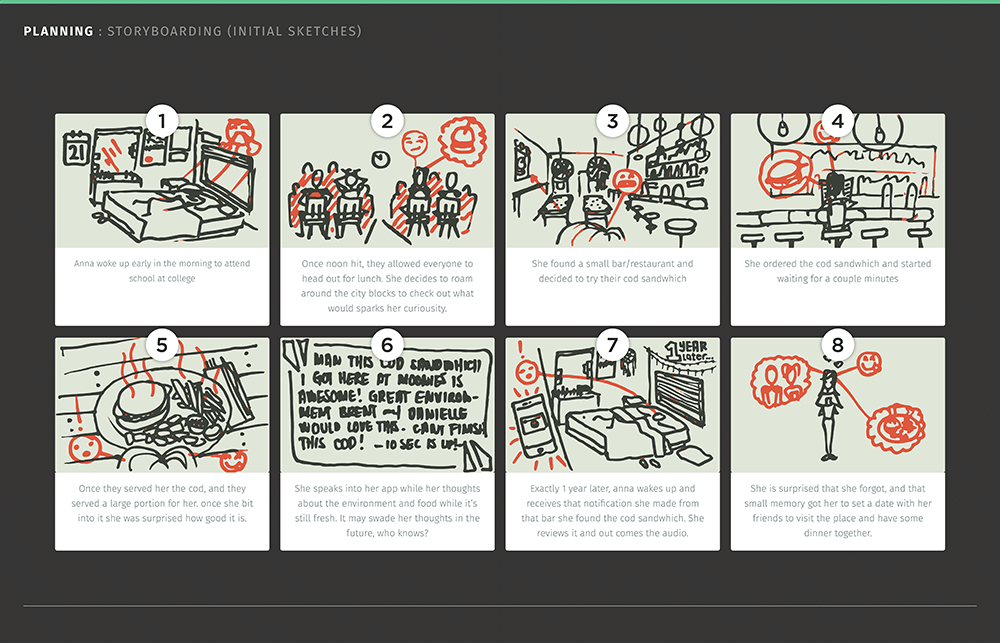 PLANNING : STORYBOARDING (INITIAL SKETCHES)
1
21
Anna woke up early in the morning to attend
school at college
2
Once noon hit, they allowed everyone to
head out for lunch. She decides to roam
around the city blocks to check out what
would sparks her curiousity.
3
She found a small bar/restaurant and
decided to try their cod sandwhich
4
She ordered the cod sandwhich and started
waiting for a couple minutes
5
Once they served her the cod, and they
served a large portion for her. once she bit
into it she was surprised how good it is.
6
MAN THIS COD SANDWHICH
I GOT HERE AT MOONIES IS
AWESOME! GREAT ENVIRON-
MENT BRENT AND DANIELLE
WOULD LOVE THIS. CAN'T FINISH
THIS COD! - 10 SEC IS UP!-
She speaks into her app while her thoughts
about the environment and food while it's
still fresh. It may swade her thoughts in the
future, who knows?
7
1 YEAR
later...
Exactly 1 year later, anna wakes up and
receives that notification she made from
that bar she found the cod sandwhich. She
reviews it and out comes the audio.
8
She is surprised that she forgot, and that
small memory got her to set a date with her
friends to visit the place and have some
dinner together.